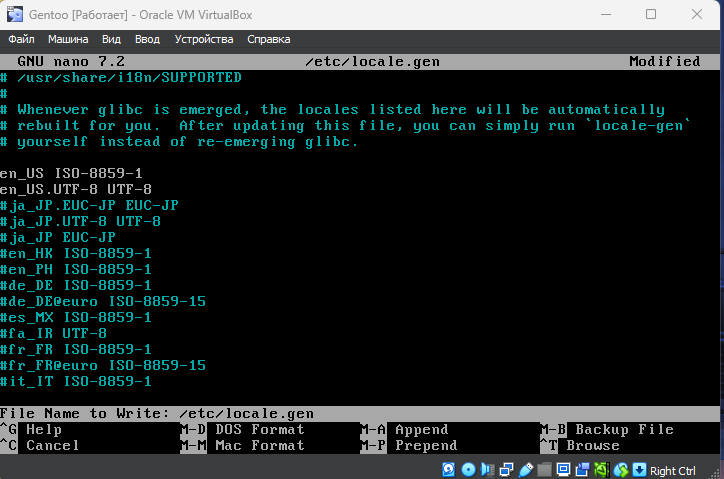 Gentoo [Работает] - Oracle VM VirtualBox
Файл Машина Вид Ввод Устройства Справка
GNU nano 7.2 /etc/locale.gen Modified
# /usr/share/i18n/SUPPORTED
#
# Whenever glibc is emerged, the locales listed here will be automatically
# rebuilt for you.  After updating this file, you can simply run `locale-gen`
# yourself instead of re-emerging glibc.
en_US ISO-8859-1
en_US.UTF-8 UTF-8
#ja_JP.EUC-JP EUC-JP
#ja_JP.UTF-8 UTF-8
#ja_JP EUC-JP
#en_HK ISO-8859-1
#en_PH ISO-8859-1
#de_DE ISO-8859-1
#de_DE@euro ISO-8859-15
#es_MX ISO-8859-1
#fa_IR UTF-8
#fr_FR ISO-8859-1
#fr_FR@euro ISO-8859-15
#it_IT ISO-8859-1
File Name to Write: /etc/locale.gen
^G Help M-D DOS Format M-A Append M-B Backup File
^C Cancel M-M Mac Format M-P Prepend ^T Browse
Right Ctrl